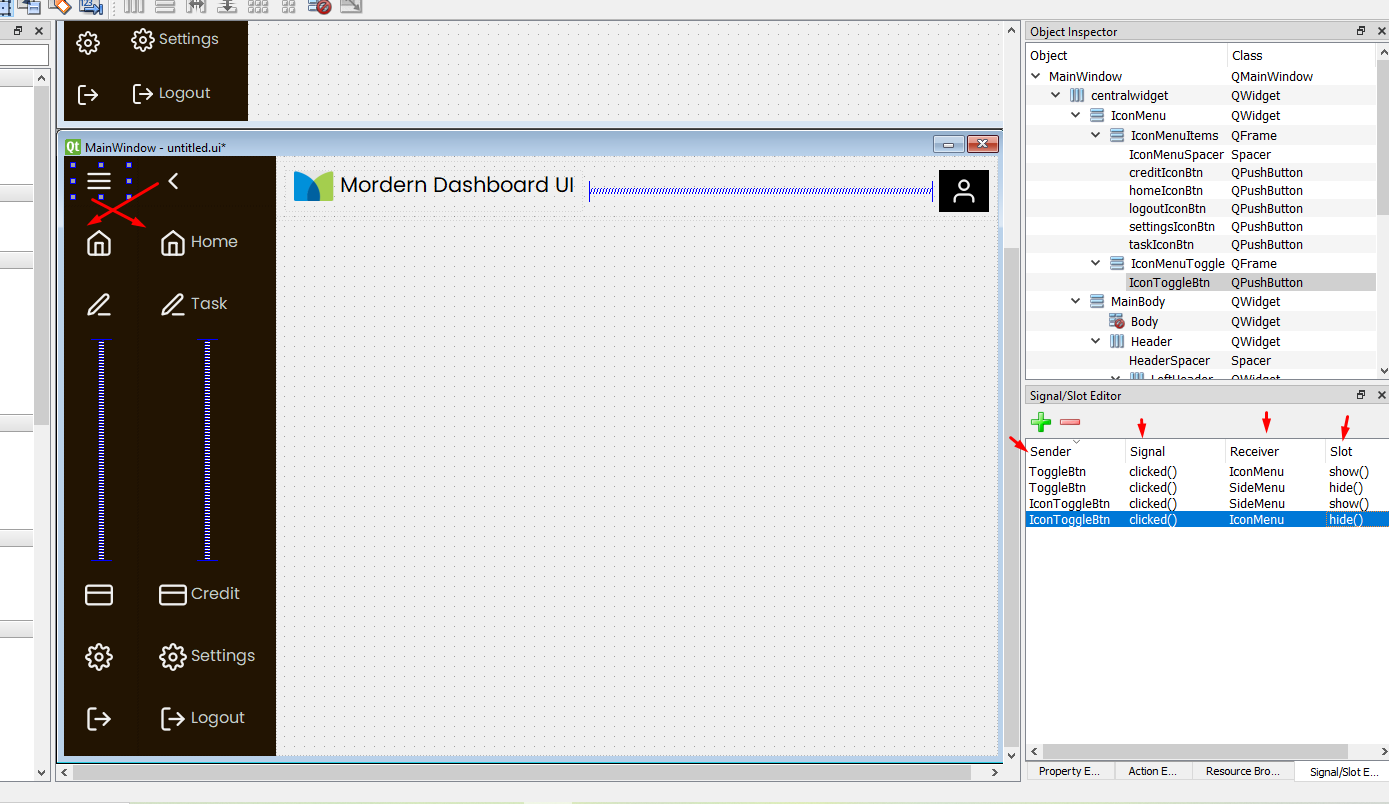 Settings
Logout
Qt MainWindow - untitled.ui*
Mordern Dashboard UI
Home
Task
Credit
Settings
Logout
Object Inspector
Object Class
MainWindow QMainWindow
centralwidget QWidget
IconMenu QWidget
IconMenuItems QFrame
IconMenuSpacer Spacer
creditIconBtn QPushButton
homeIconBtn QPushButton
logoutIconBtn QPushButton
settingsIconBtn QPushButton
taskIconBtn QPushButton
IconMenuToggle QFrame
IconToggleBtn QPushButton
MainBody QWidget
Body QWidget
Header QWidget
HeaderSpacer Spacer
LeftHeader QWidget
Signal/Slot Editor
Sender Signal Receiver Slot
ToggleBtn clicked() IconMenu show()
ToggleBtn clicked() SideMenu hide()
IconToggleBtn clicked() SideMenu show()
IconToggleBtn clicked() IconMenu hide()
Property E... Action E... Resource Bro... Signal/Slot E...